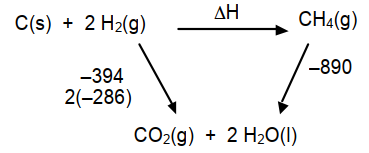 C(s) + 2 H₂(g) ΔH CH₄(g)
–394
2(–286)
–890
CO₂(g) + 2 H₂O(l)